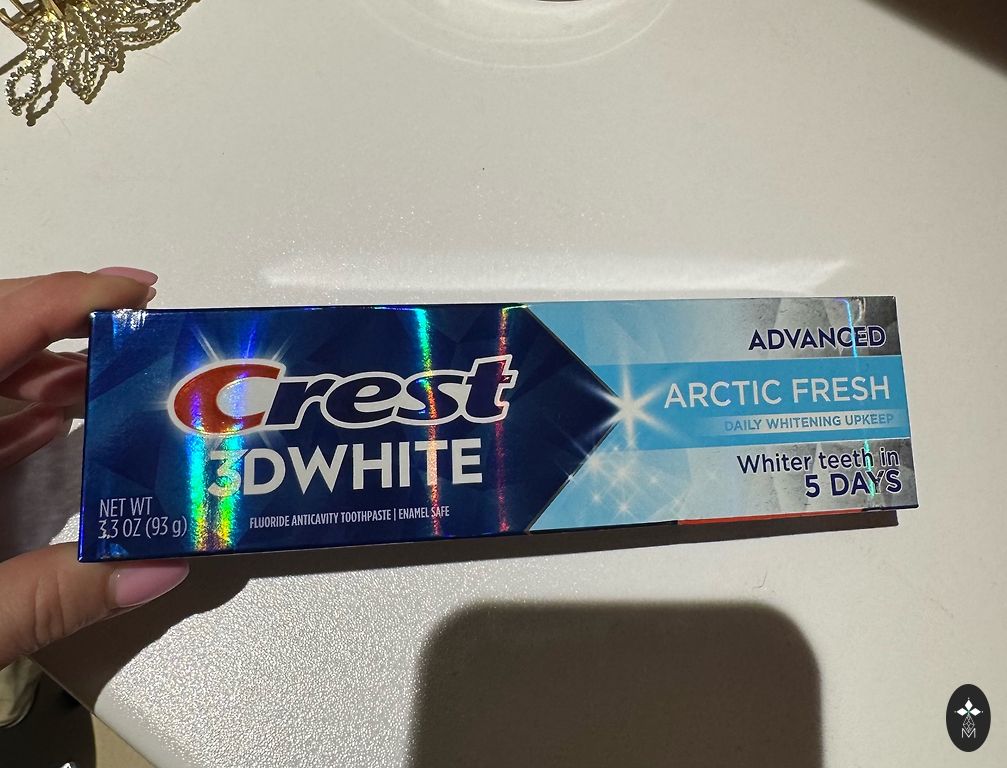 Crest
3DWHITE
NET WT
3.3 OZ (93 g)
FLUORIDE ANTICAVITY TOOTHPASTE | ENAMEL SAFE
ADVANCED
ARCTIC FRESH
DAILY WHITENING UPKEEP
Whiter teeth in
5 DAYS
M